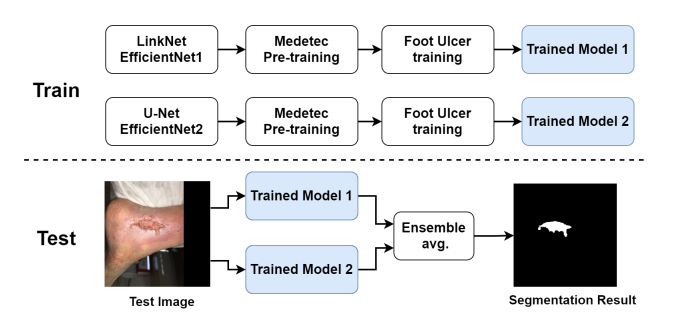 LinkNet
EfficientNet1
Medetec
Pre-training
Foot Ulcer
training
Trained Model 1
Train
U-Net
EfficientNet2
Medetec
Pre-training
Foot Ulcer
training
Trained Model 2
Test
Trained Model 1
Trained Model 2
Ensemble
avg.
Test Image
Segmentation Result